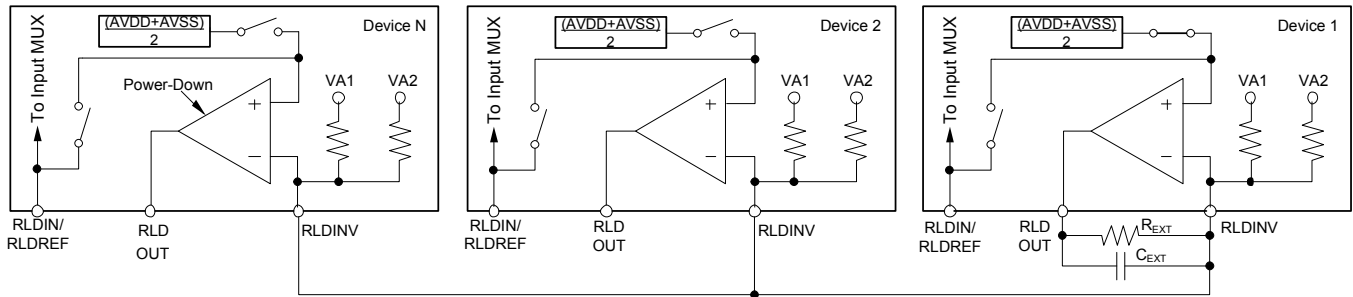 Device N
(AVDD+AVSS)
2
To Input MUX
Power-Down
VA1
VA2
+
−
RLDIN/
RLDREF
RLD
OUT
RLDINV
Device 2
(AVDD+AVSS)
2
To Input MUX
VA1
VA2
+
−
RLDIN/
RLDREF
RLD
OUT
RLDINV
Device 1
(AVDD+AVSS)
2
To Input MUX
VA1
VA2
+
−
RLDIN/
RLDREF
RLD
OUT
RLDINV
REXT
CEXT